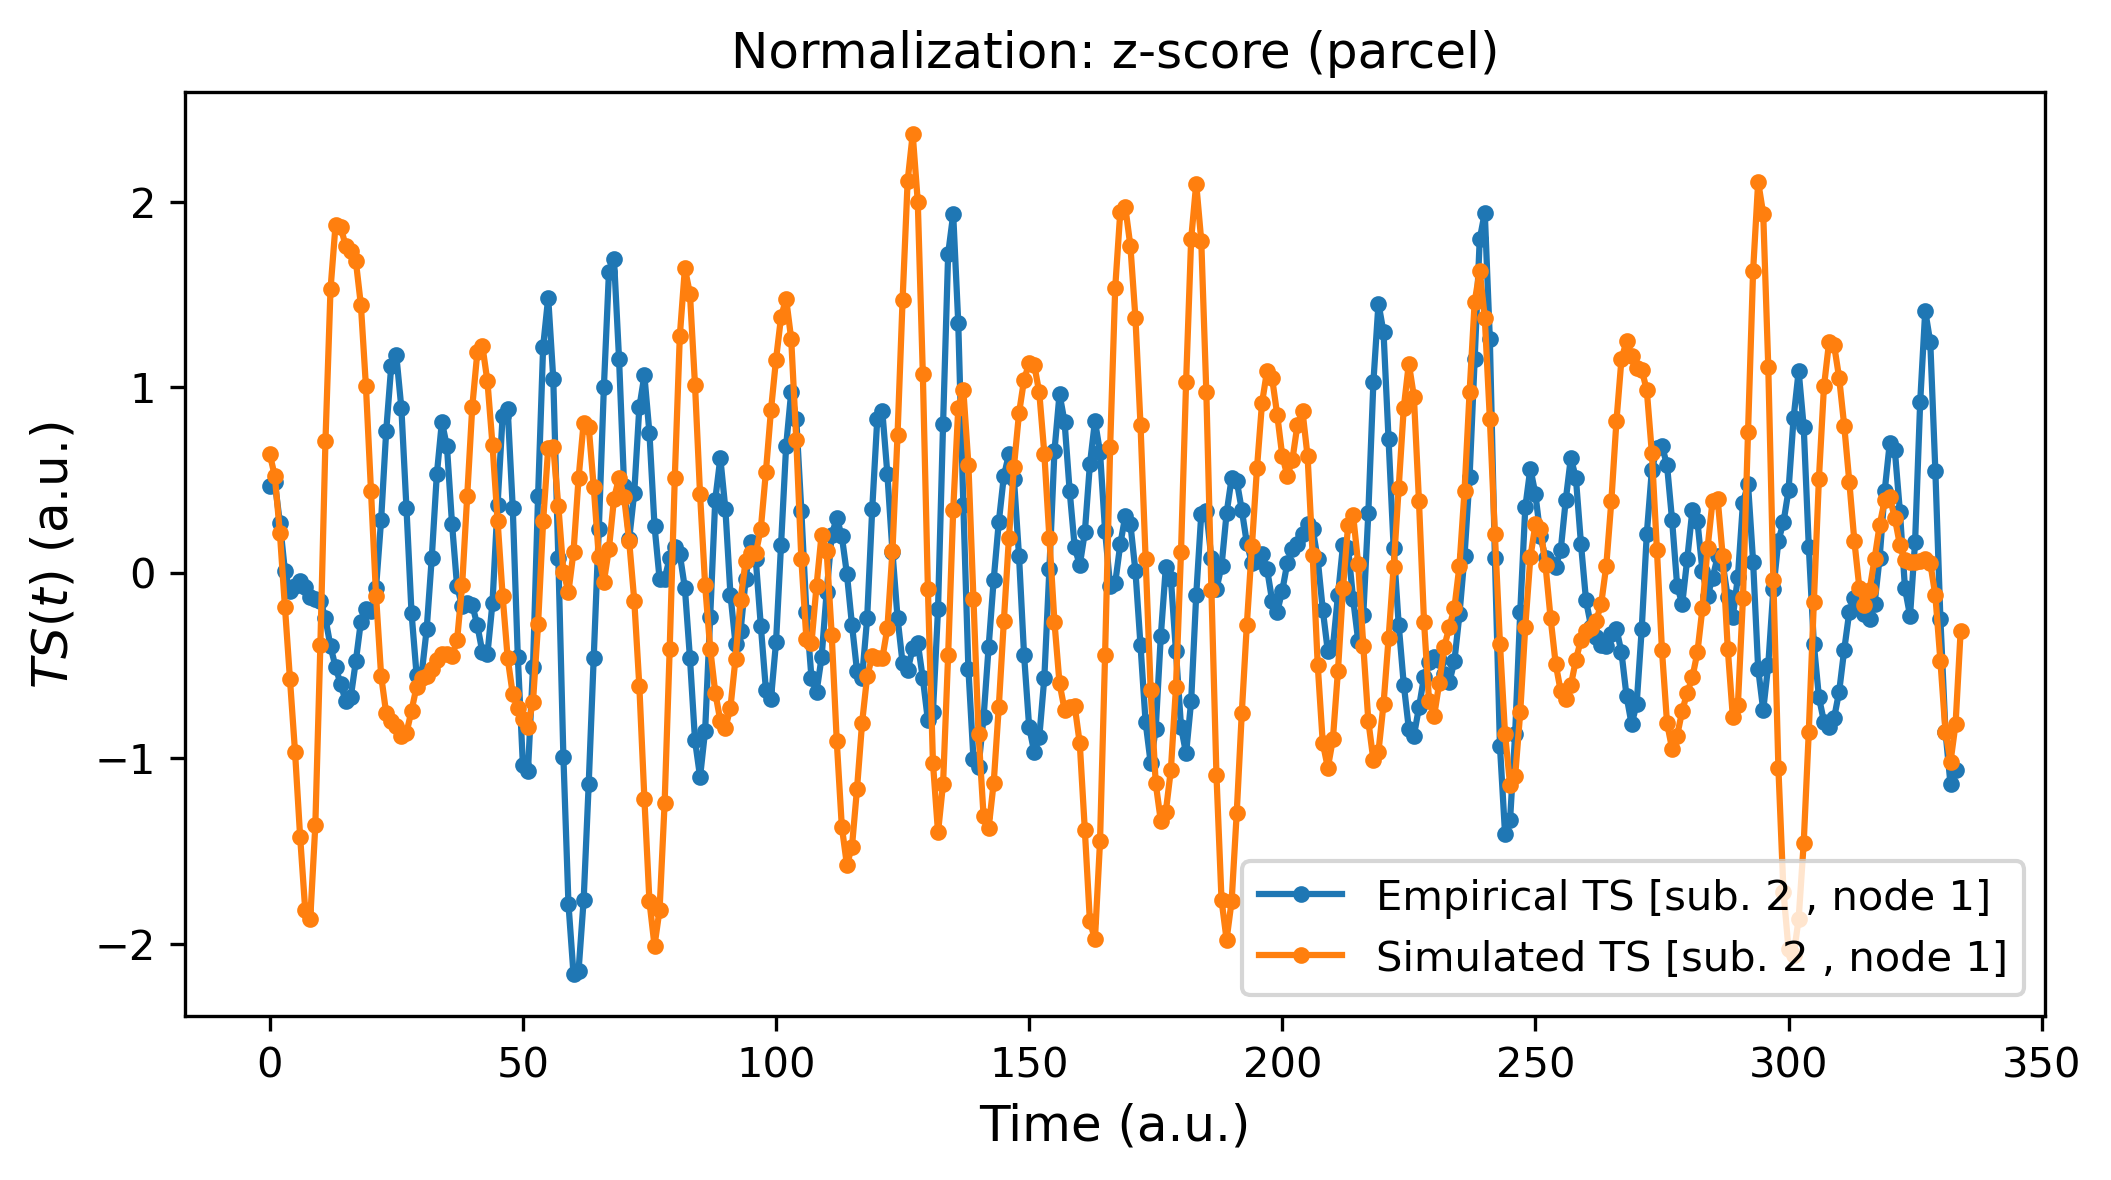 Normalization: z-score (parcel)
TS(t) (a.u.)
2
1
0
−1
−2
Empirical TS [sub. 2 , node 1]
Simulated TS [sub. 2 , node 1]
0 50 100 150 200 250 300 350
Time (a.u.)